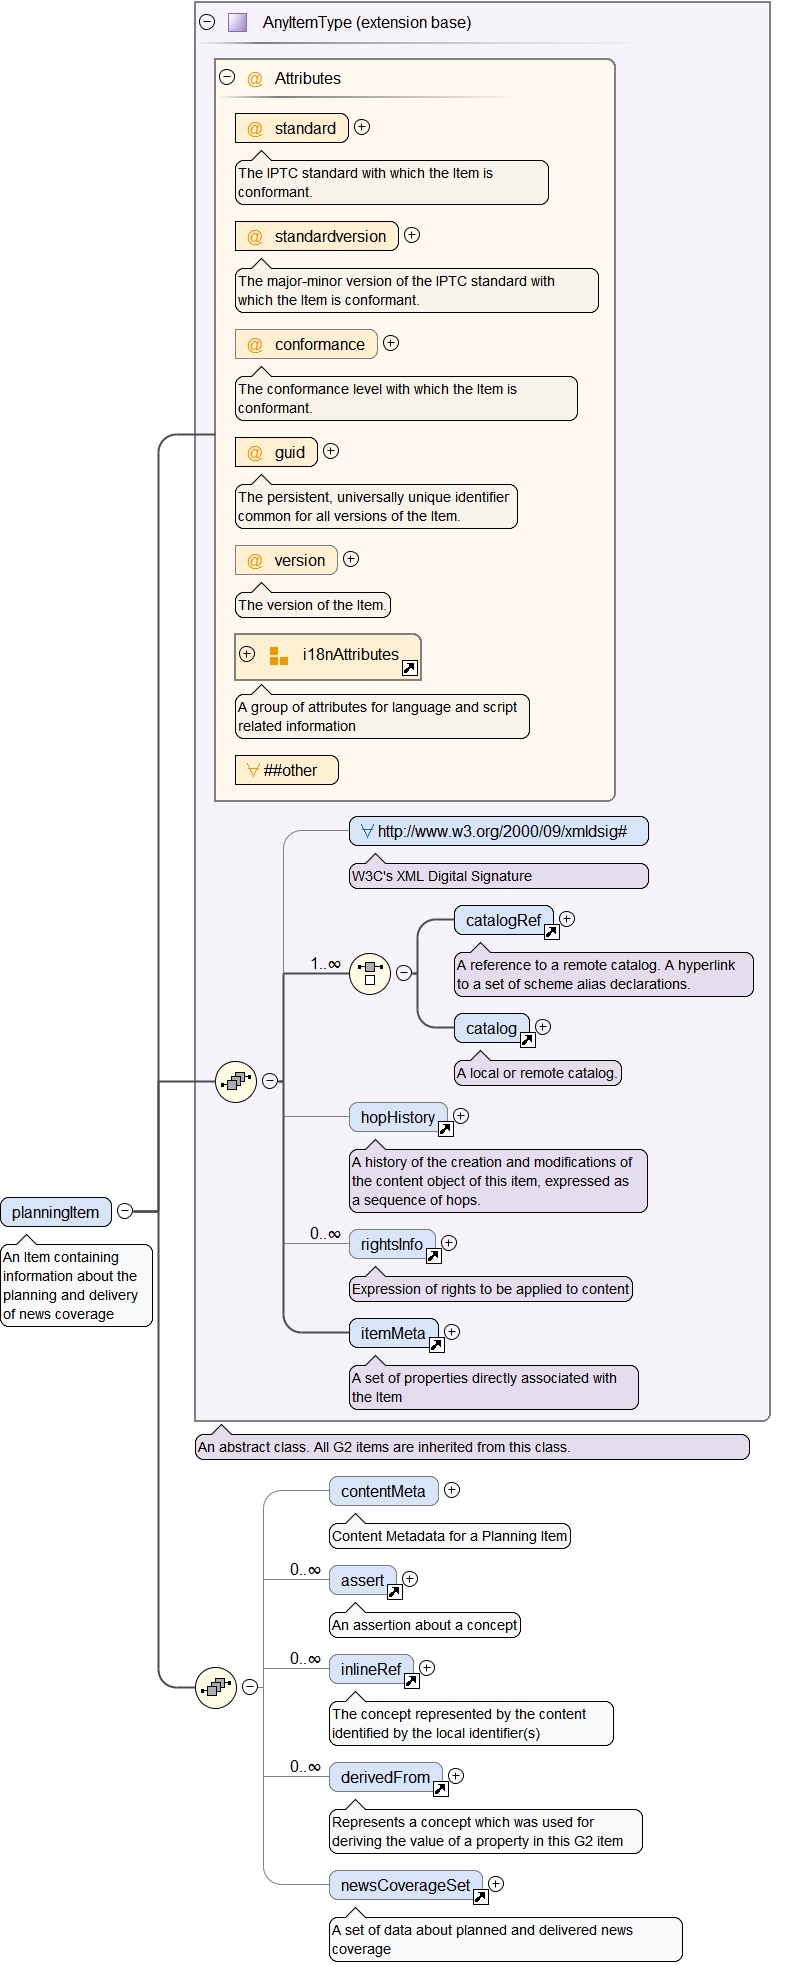 AnyItemType (extension base)
@ Attributes
@ standard
The IPTC standard with which the Item is
conformant.
@ standardversion
The major-minor version of the IPTC standard with
which the Item is conformant.
@ conformance
The conformance level with which the Item is
conformant.
@ guid
The persistent, universally unique identifier
common for all versions of the Item.
@ version
The version of the Item.
i18nAttributes
A group of attributes for language and script
related information
##other
http://www.w3.org/2000/09/xmldsig#
W3C's XML Digital Signature
catalogRef
A reference to a remote catalog. A hyperlink
to a set of scheme alias declarations.
1..∞
catalog
A local or remote catalog.
hopHistory
A history of the creation and modifications of
the content object of this item, expressed as
a sequence of hops.
planningItem
An Item containing
information about the
planning and delivery
of news coverage
0..∞
rightsInfo
Expression of rights to be applied to content
itemMeta
A set of properties directly associated with
the Item
An abstract class. All G2 items are inherited from this class.
contentMeta
Content Metadata for a Planning Item
0..∞
assert
An assertion about a concept
0..∞
inlineRef
The concept represented by the content
identified by the local identifier(s)
0..∞
derivedFrom
Represents a concept which was used for
deriving the value of a property in this G2 item
newsCoverageSet
A set of data about planned and delivered news
coverage